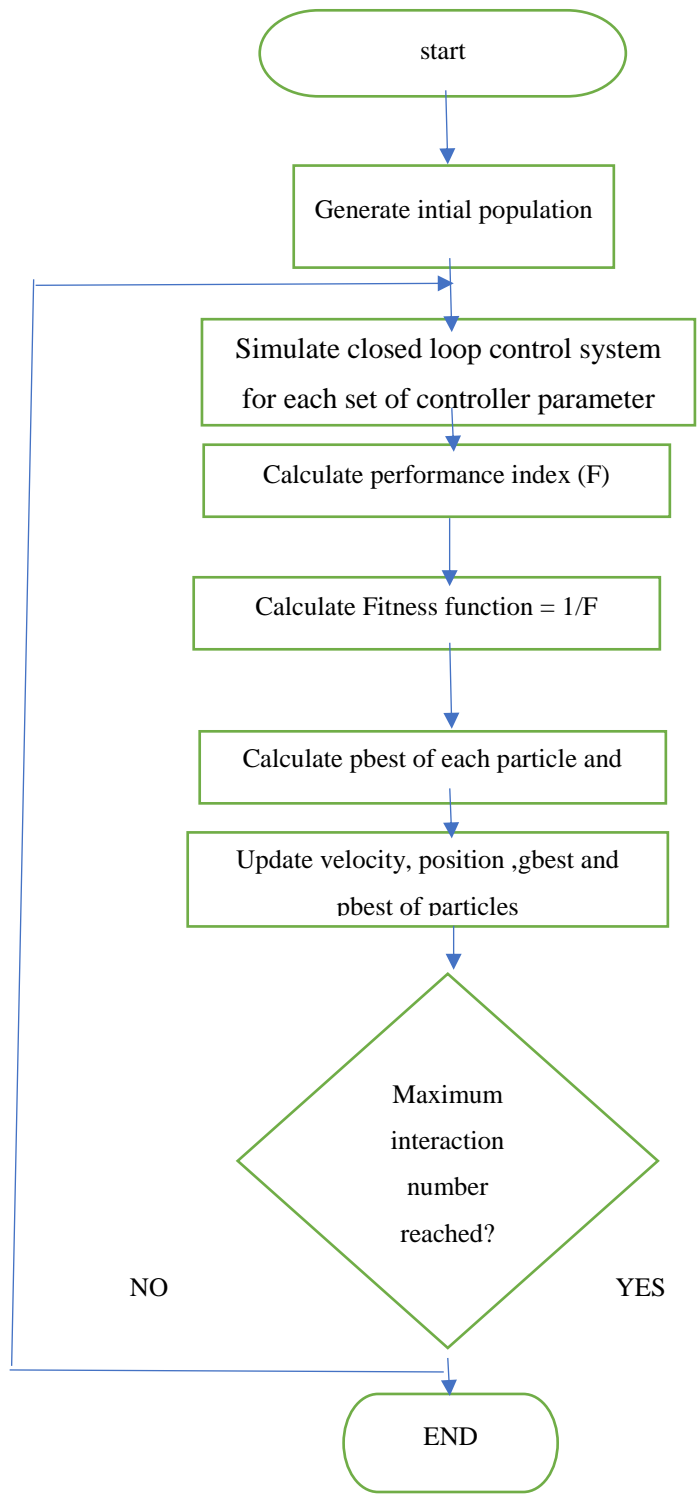 start
Generate intial population
Simulate closed loop control system
for each set of controller parameter
Calculate performance index (F)
Calculate Fitness function = 1/F
Calculate pbest of each particle and
Update velocity, position ,gbest and
pbest of particles
Maximum
interaction
number
reached?
NO
YES
END